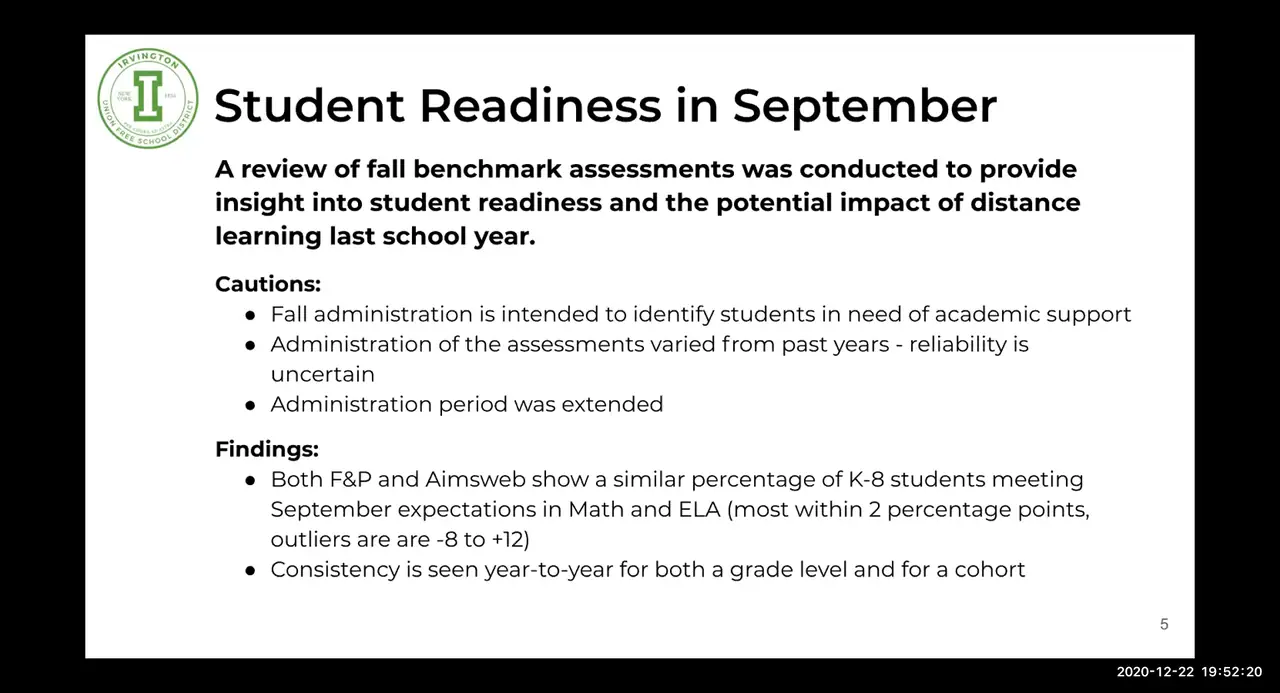 IRVINGTON
UNION FREE SCHOOL DISTRICT
Student Readiness in September
A review of fall benchmark assessments was conducted to provide
insight into student readiness and the potential impact of distance
learning last school year.
Cautions:
● Fall administration is intended to identify students in need of academic support
● Administration of the assessments varied from past years - reliability is
uncertain
● Administration period was extended
Findings:
● Both F&P and Aimsweb show a similar percentage of K-8 students meeting
September expectations in Math and ELA (most within 2 percentage points,
outliers are are -8 to +12)
● Consistency is seen year-to-year for both a grade level and for a cohort
5
2020-12-22 19:52:20